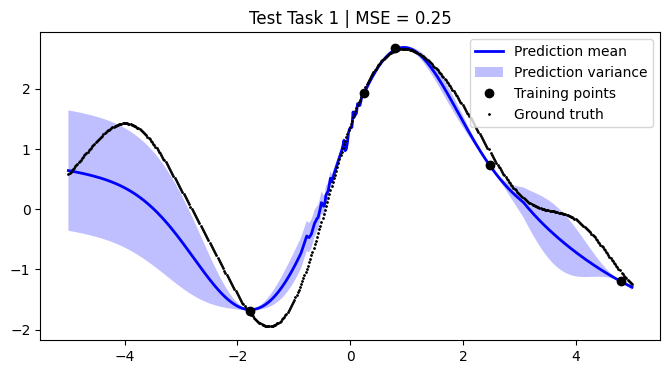 Test Task 1 | MSE = 0.25
Prediction mean
Prediction variance
Training points
Ground truth
2
1
0
−1
−2
−4
−2
0
2
4